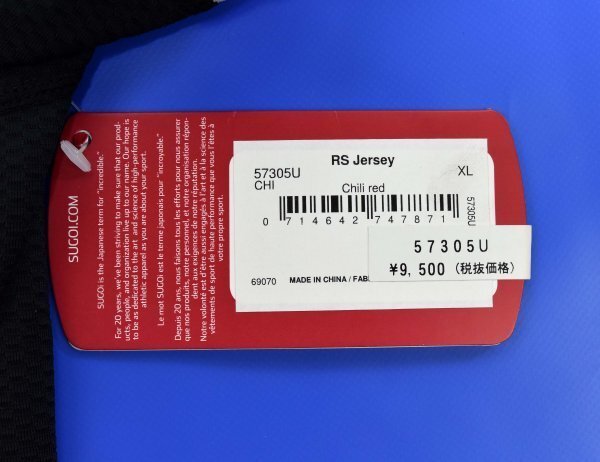 SUGOI.COM
SUGOi is the Japanese term for "incredible."
For 20 years, we've been striving to make sure that our prod-
ucts, people, and organization live up to our name. Our hope is
to be as dedicated to the art and science of high performance
athletic apparel as you are about your sport.
Le mot SUGOi est le terme japonais pour "incroyable."
Depuis 20 ans, nous faisons tous les efforts pour nous assurer
que nos produits, notre personnel, et notre organisation répon-
dent aux exigences de notre réputation.
Notre volonté est d'être aussi engagés à l'art et à la science des
vêtements de sport de haute performance que vous l'êtes à
votre propre sport.
RS Jersey
57305U XL
CHI Chili red
0 714642 747871
57305U
57305U
¥9,500 (税抜価格)
69070 MADE IN CHINA / FAB